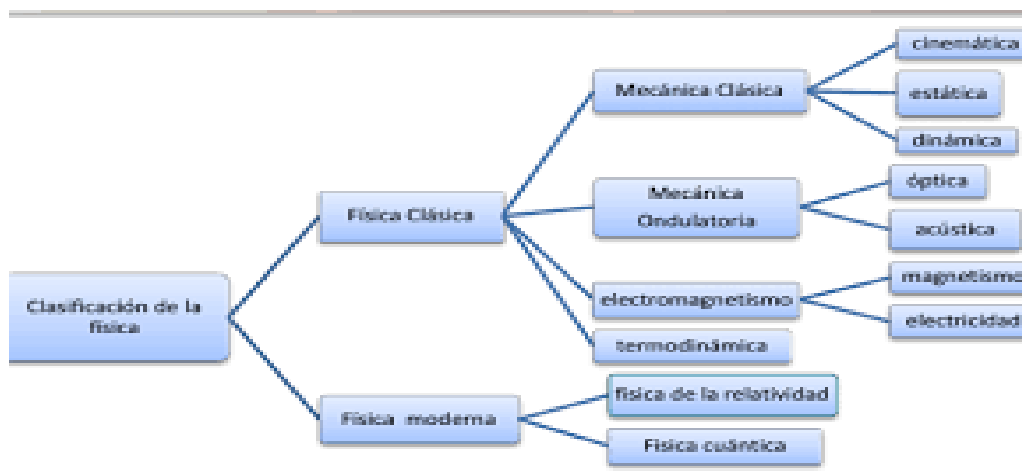 Clasificación de la
física
Física Clásica
Mecánica Clásica
cinemática
estática
dinámica
Mecánica
Ondulatoria
óptica
acústica
electromagnetismo
magnetismo
electricidad
termodinámica
Física moderna
física de la relatividad
Fisica cuántica